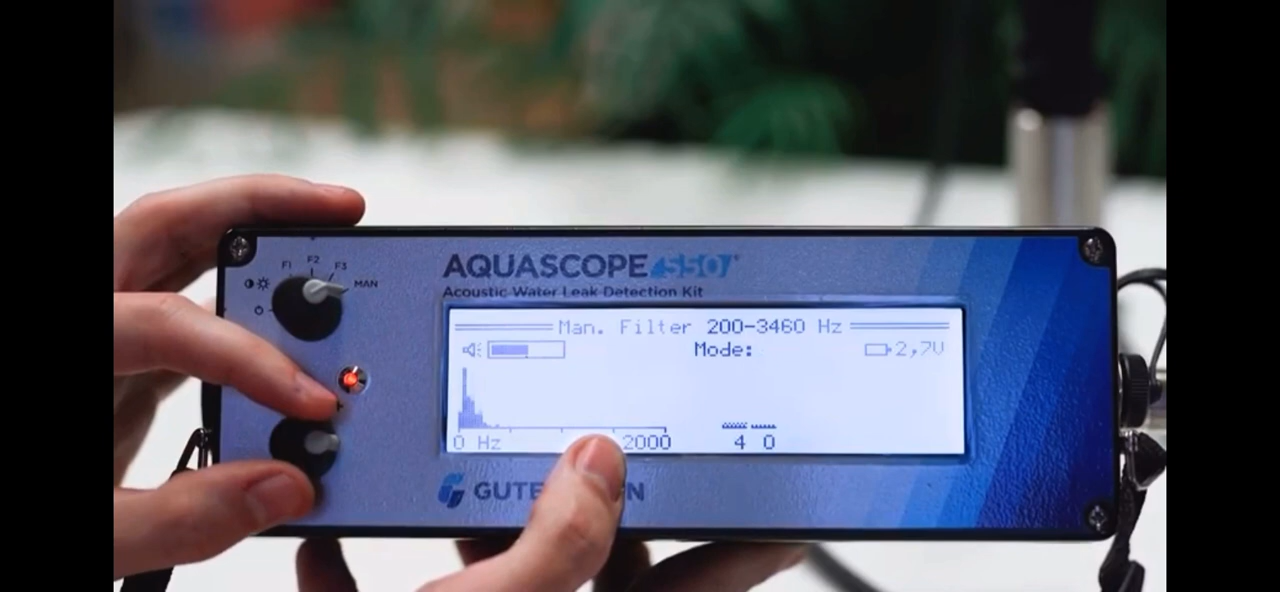 F1 F2 F3 MAN
AQUASCOPE 550
Acoustic Water Leak Detection Kit
Man. Filter 200-3460 Hz
Mode: 2,7V
0 Hz 2000 4 0